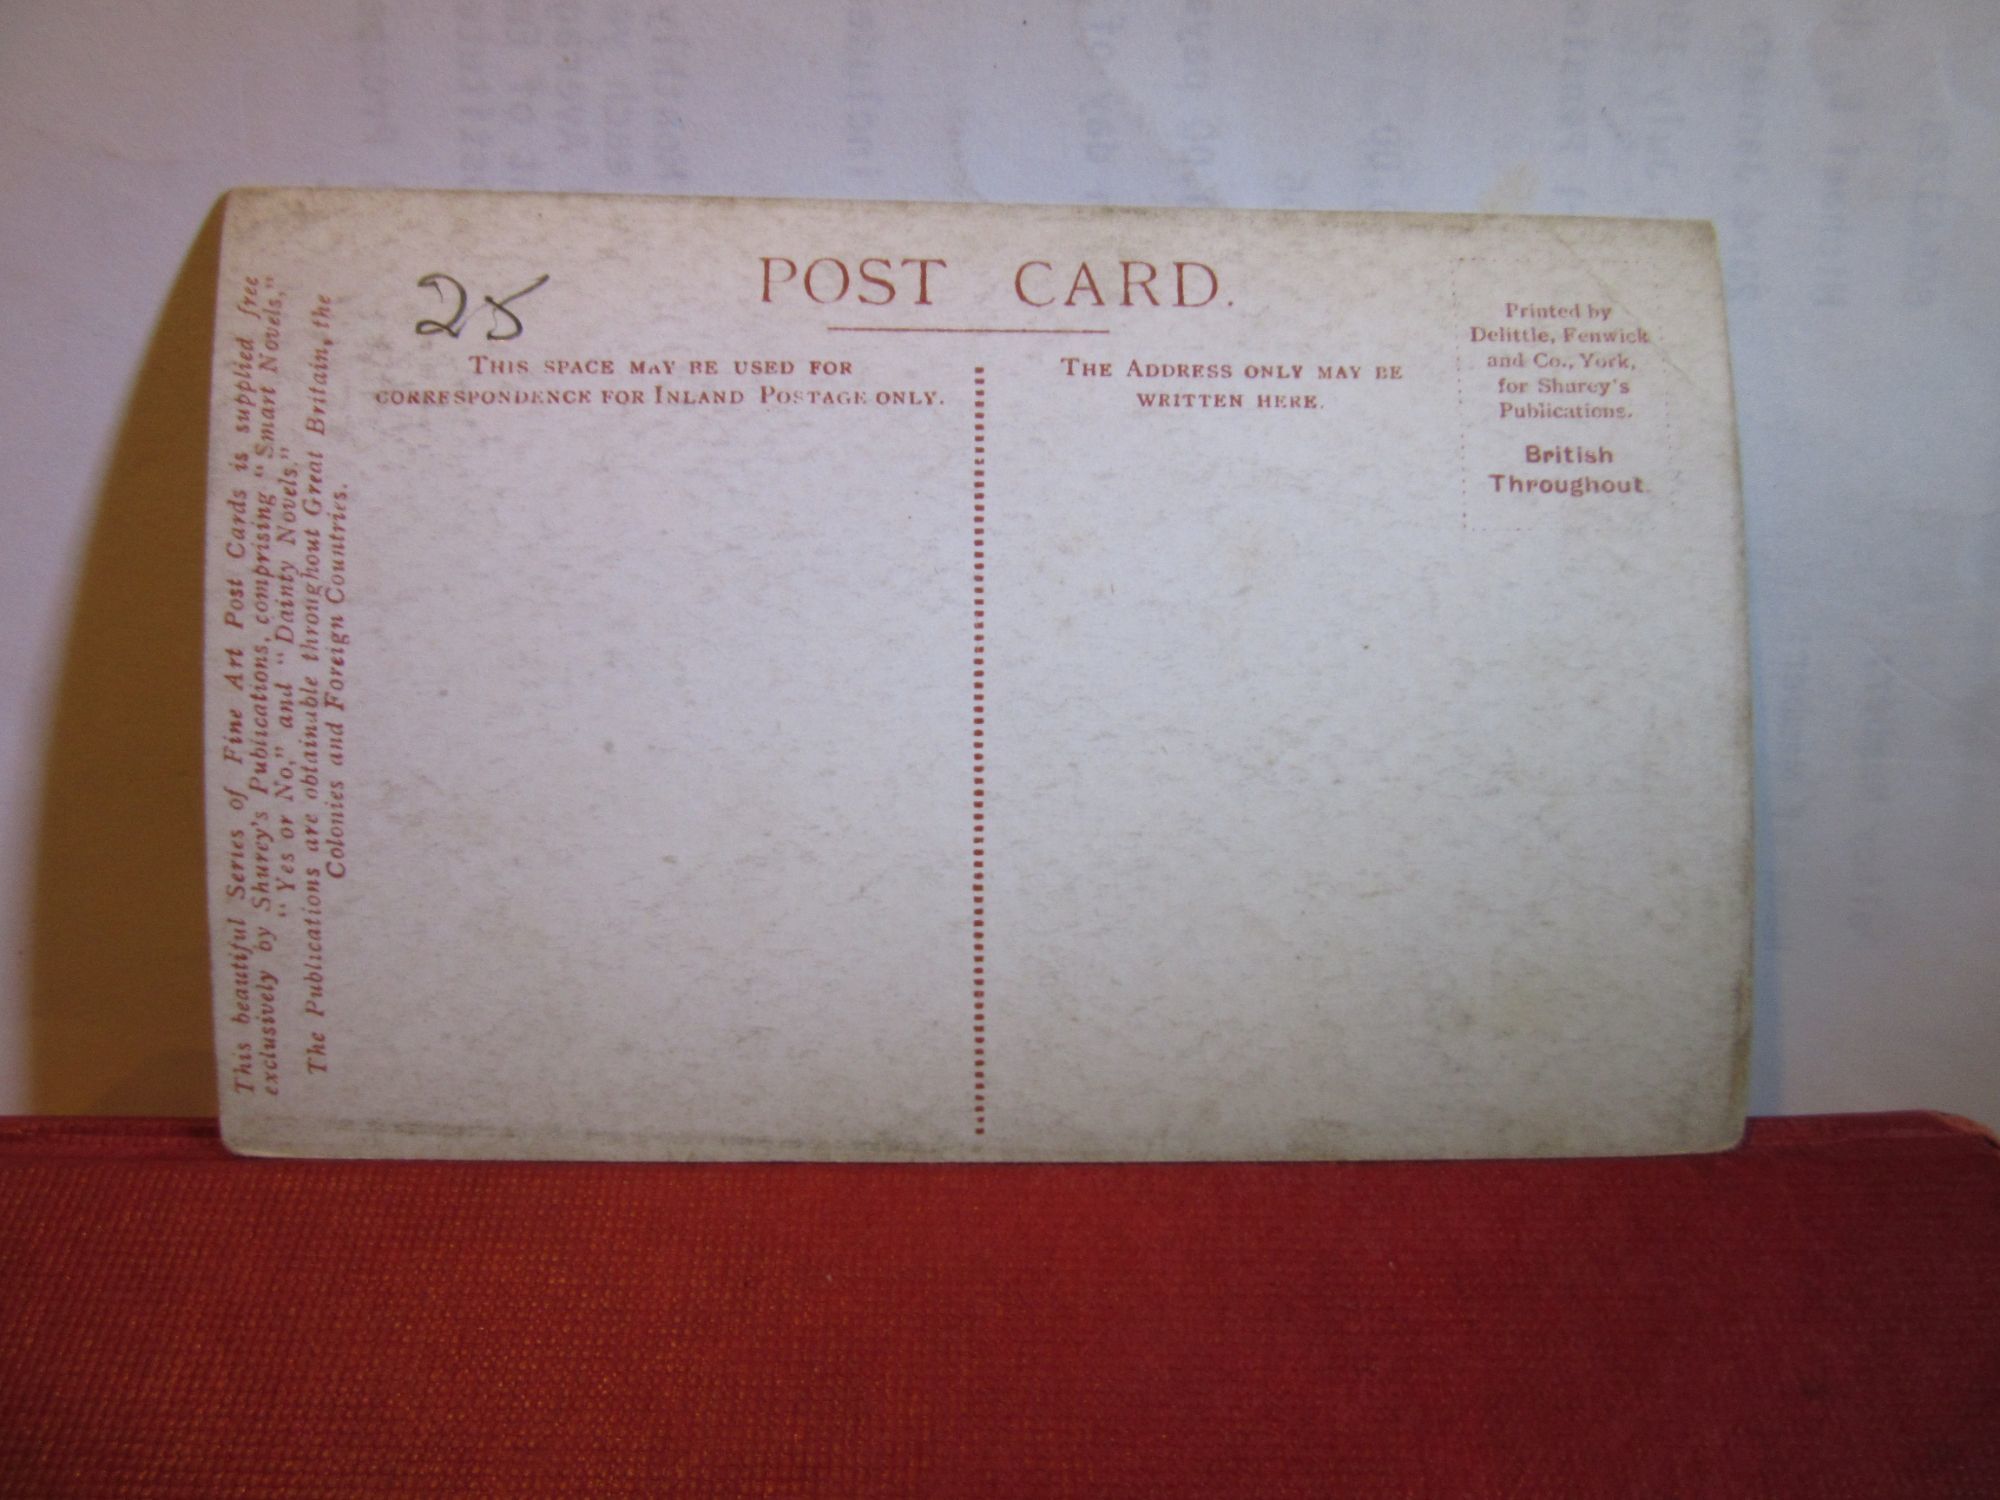 POST CARD.
25
THIS SPACE MAY BE USED FOR
CORRESPONDENCE FOR INLAND POSTAGE ONLY.
THE ADDRESS ONLY MAY BE
WRITTEN HERE.
Printed by
Delittle, Fenwick
and Co., York,
for Shurey's
Publications.
British
Throughout.
This beautiful Series of Fine Art Post Cards is supplied free
exclusively by Shurey's Publications, comprising "Smart Novels,"
"Yes or No," and "Dainty Novels."
The Publications are obtainable throughout Great Britain, the
Colonies and Foreign Countries.